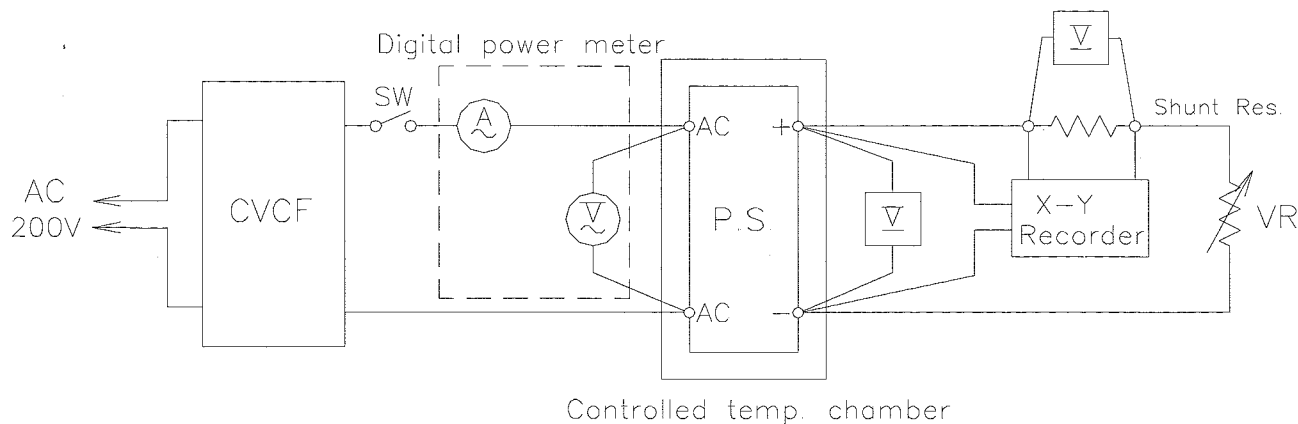 Digital power meter
SW
A
V
CVCF
AC
200V
AC
+
P.S.
AC
-
V
V
Shunt Res.
X-Y
Recorder
VR
Controlled temp. chamber